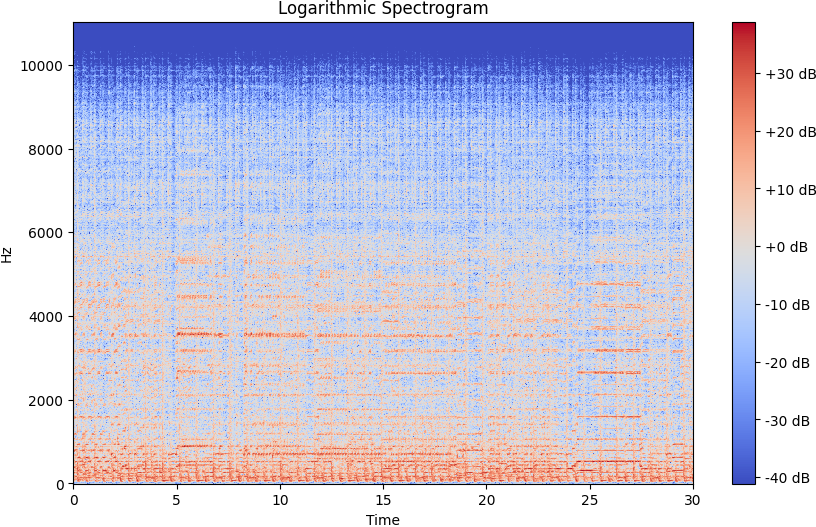 Logarithmic Spectrogram
Hz
10000
8000
6000
4000
2000
0
0 5 10 15 20 25 30
Time
+30 dB
+20 dB
+10 dB
+0 dB
-10 dB
-20 dB
-30 dB
-40 dB